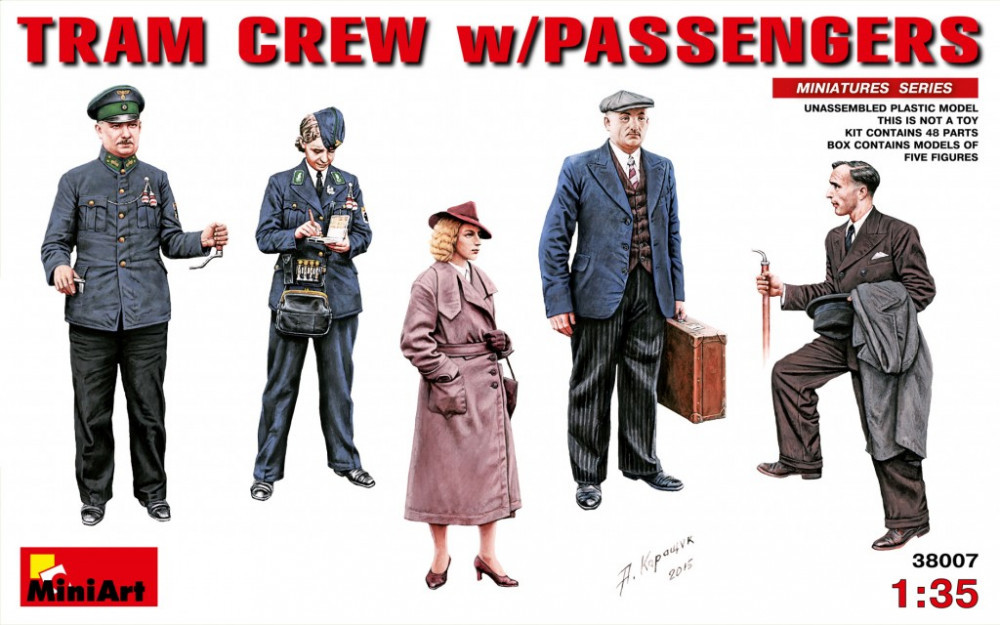 TRAM CREW w/PASSENGERS
MINIATURES SERIES
UNASSEMBLED PLASTIC MODEL
THIS IS NOT A TOY
KIT CONTAINS 48 PARTS
BOX CONTAINS MODELS OF
FIVE FIGURES
А. Каращук
2015
MiniArt
38007
1:35